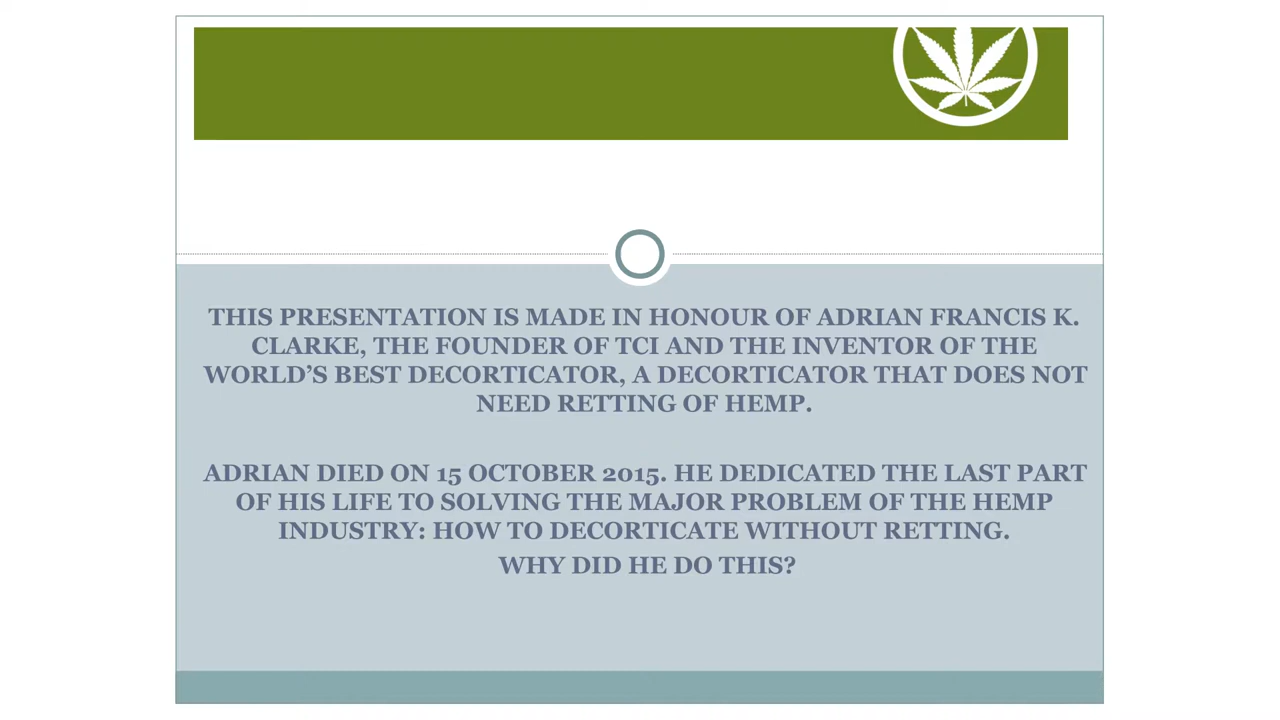 THIS PRESENTATION IS MADE IN HONOUR OF ADRIAN FRANCIS K.
CLARKE, THE FOUNDER OF TCI AND THE INVENTOR OF THE
WORLD’S BEST DECORTICATOR, A DECORTICATOR THAT DOES NOT
NEED RETTING OF HEMP.
ADRIAN DIED ON 15 OCTOBER 2015. HE DEDICATED THE LAST PART
OF HIS LIFE TO SOLVING THE MAJOR PROBLEM OF THE HEMP
INDUSTRY: HOW TO DECORTICATE WITHOUT RETTING.
WHY DID HE DO THIS?